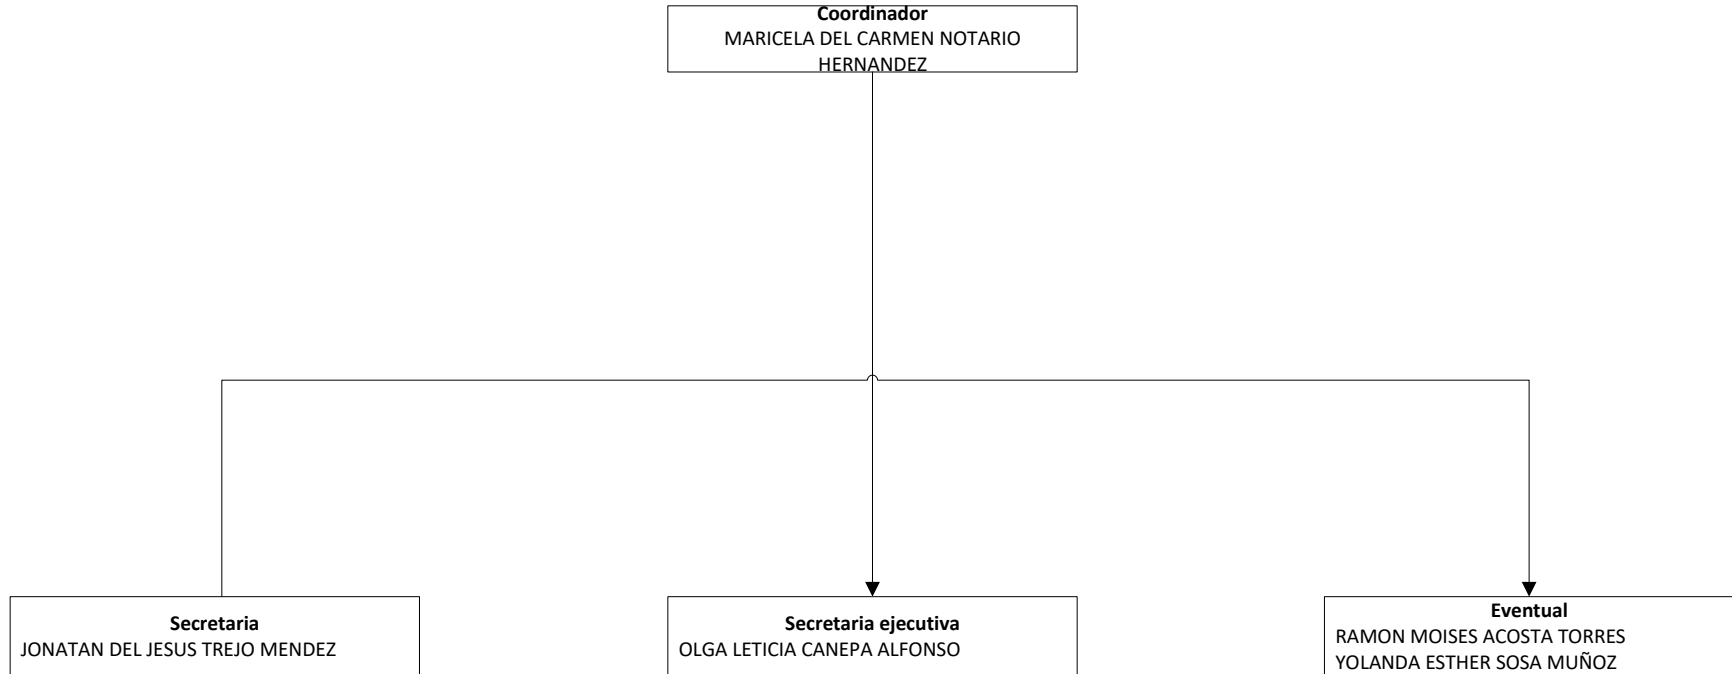 Coordinador
MARICELA DEL CARMEN NOTARIO
HERNANDEZ
Secretaria
JONATAN DEL JESUS TREJO MENDEZ
Secretaria ejecutiva
OLGA LETICIA CANEPA ALFONSO
Eventual
RAMON MOISES ACOSTA TORRES
YOLANDA ESTHER SOSA MUÑOZ